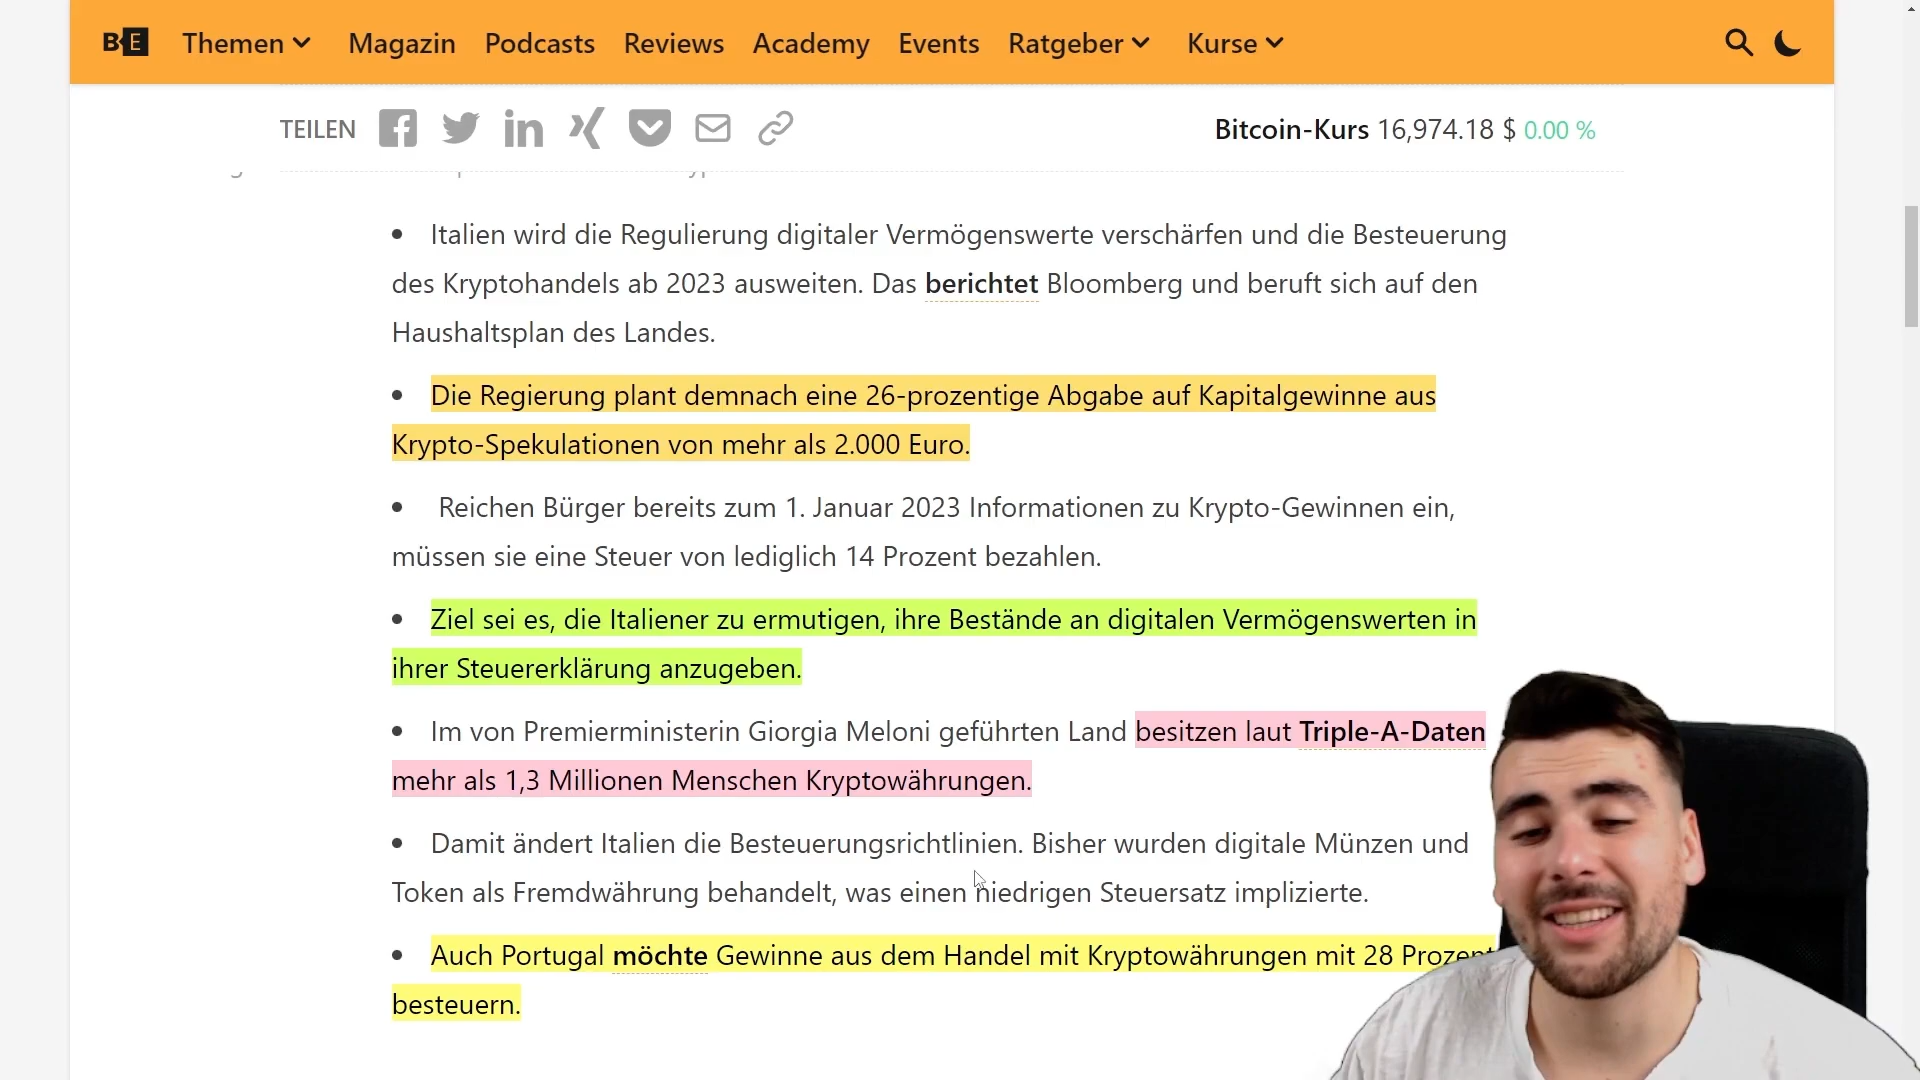 B E Themen Magazin Podcasts Reviews Academy Events Ratgeber Kurse
TEILEN Bitcoin-Kurs 16,974.18 $ 0.00 %
• Italien wird die Regulierung digitaler Vermögenswerte verschärfen und die Besteuerung
des Kryptohandels ab 2023 ausweiten. Das berichtet Bloomberg und beruft sich auf den
Haushaltsplan des Landes.
• Die Regierung plant demnach eine 26-prozentige Abgabe auf Kapitalgewinne aus
Krypto-Spekulationen von mehr als 2.000 Euro.
• Reichen Bürger bereits zum 1. Januar 2023 Informationen zu Krypto-Gewinnen ein,
müssen sie eine Steuer von lediglich 14 Prozent bezahlen.
• Ziel sei es, die Italiener zu ermutigen, ihre Bestände an digitalen Vermögenswerten in
ihrer Steuererklärung anzugeben.
• Im von Premierministerin Giorgia Meloni geführten Land besitzen laut Triple-A-Daten
mehr als 1,3 Millionen Menschen Kryptowährungen.
• Damit ändert Italien die Besteuerungsrichtlinien. Bisher wurden digitale Münzen und
Token als Fremdwährung behandelt, was einen niedrigen Steuersatz implizierte.
• Auch Portugal möchte Gewinne aus dem Handel mit Kryptowährungen mit 28 Prozent
besteuern.